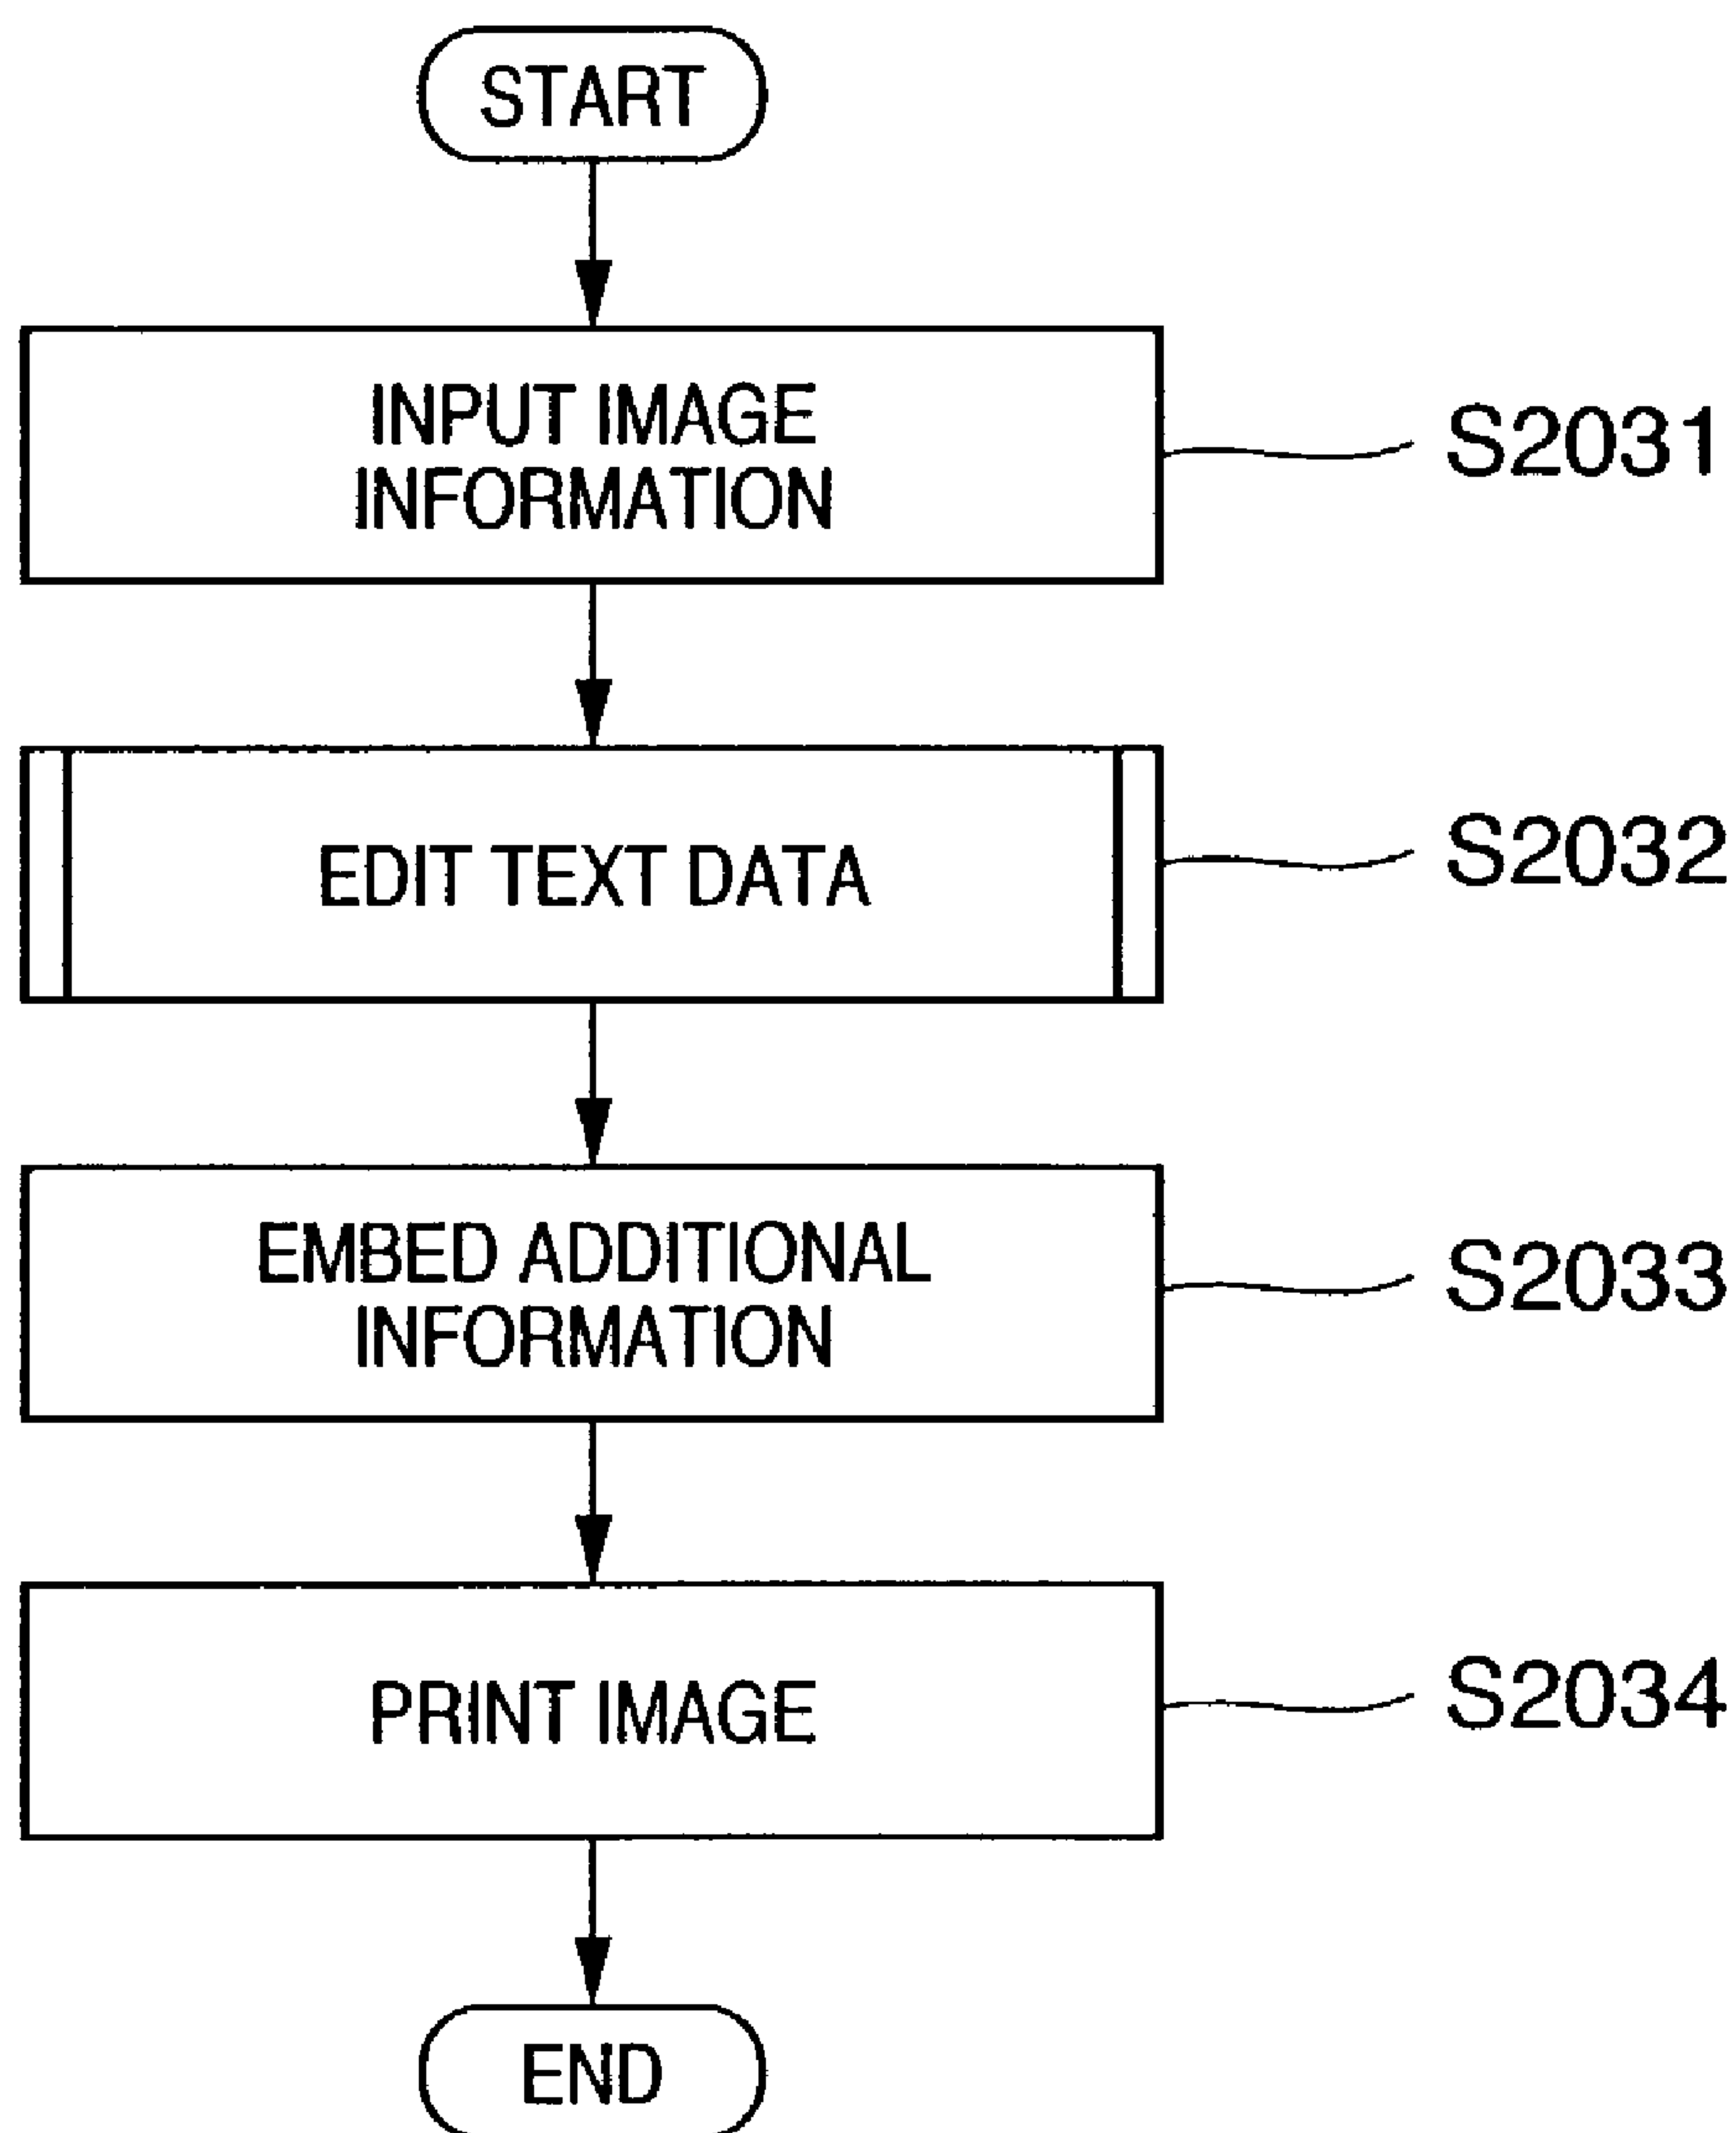 START
INPUT IMAGE
INFORMATION
S2031
EDIT TEXT DATA
S2032
EMBED ADDITIONAL
INFORMATION
S2033
PRINT IMAGE
S2034
END